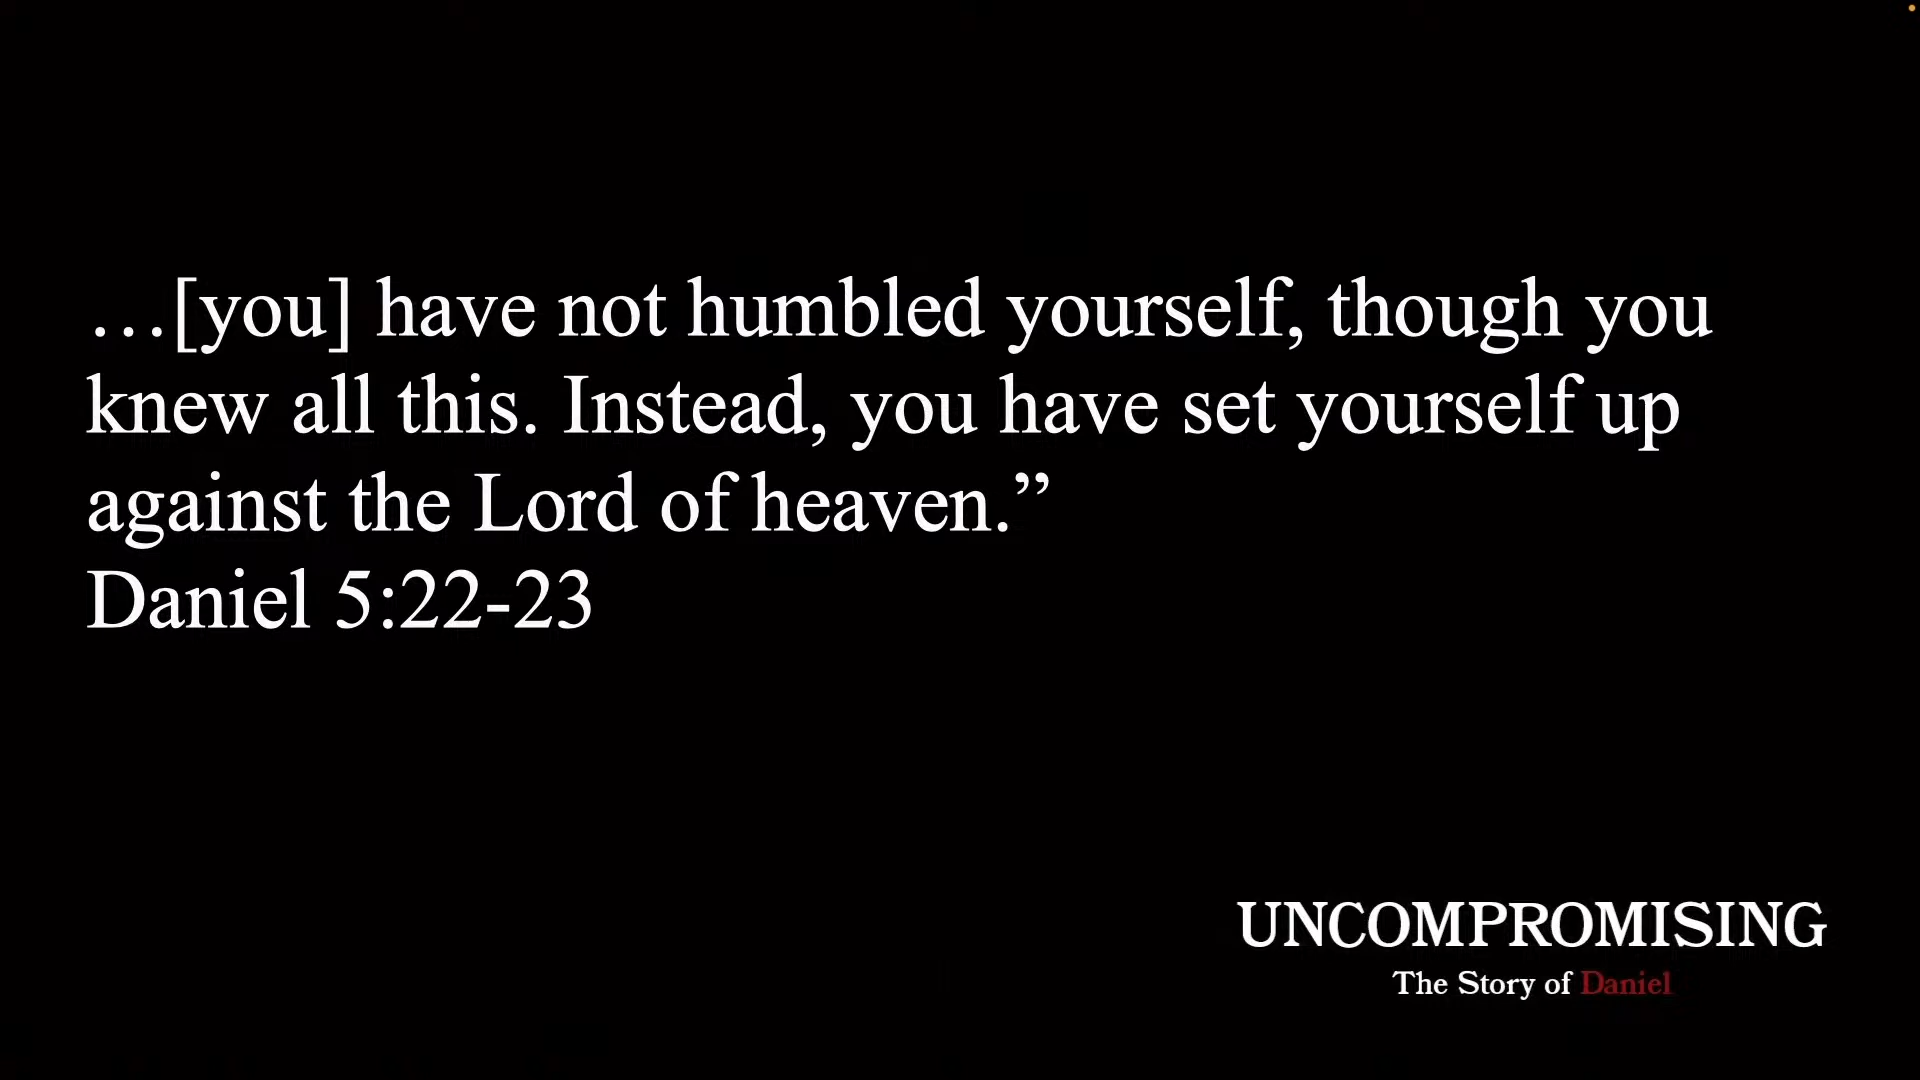 …[you] have not humbled yourself, though you
knew all this. Instead, you have set yourself up
against the Lord of heaven.”
Daniel 5:22-23
UNCOMPROMISING
The Story of Daniel